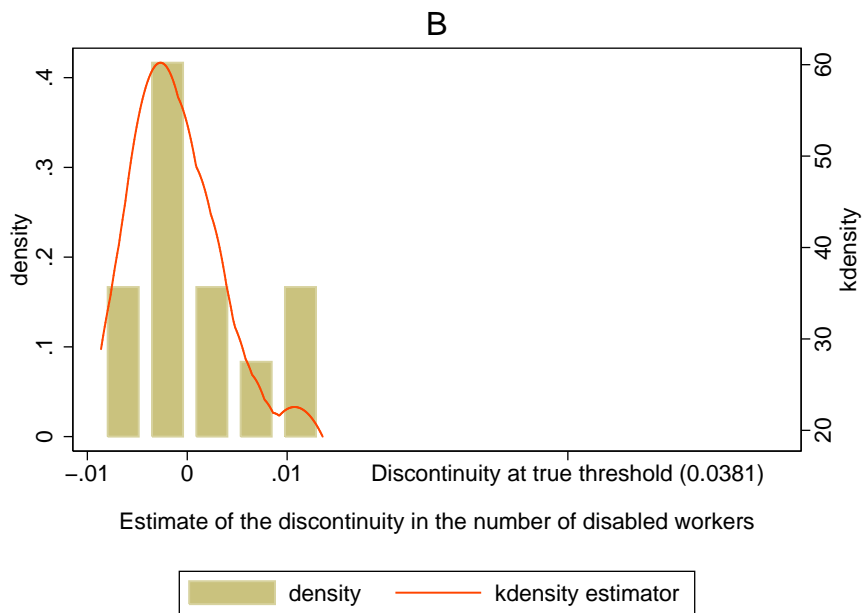 B
density
.4
.3
.2
.1
0
kdensity
60
50
40
30
20
−.01 0 .01 Discontinuity at true threshold (0.0381)
Estimate of the discontinuity in the number of disabled workers
density kdensity estimator